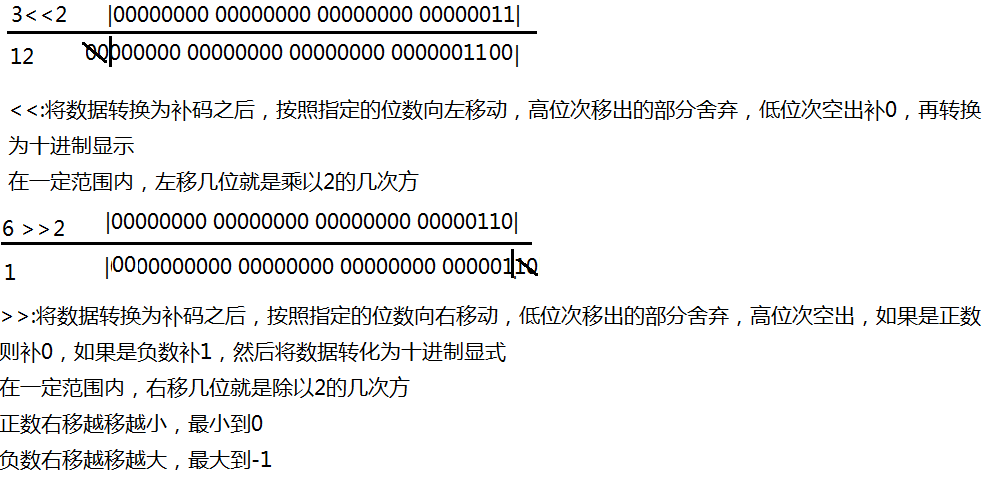 3<<2 |00000000 00000000 00000000 00000011|
12 00000000 00000000 00000000 0000001100|
<<:将数据转换为补码之后，按照指定的位数向左移动，高位次移出的部分舍弃，低位次空出补0，再转换
为十进制显示
在一定范围内，左移几位就是乘以2的几次方
6 >>2 |00000000 00000000 00000000 00000110|
1 |0000000000 00000000 00000000 00000110
>>:将数据转换为补码之后，按照指定的位数向右移动，低位次移出的部分舍弃，高位次空出，如果是正数
则补0，如果是负数补1，然后将数据转化为十进制显式
在一定范围内，右移几位就是除以2的几次方
正数右移越移越小，最小到0
负数右移越移越大，最大到-1